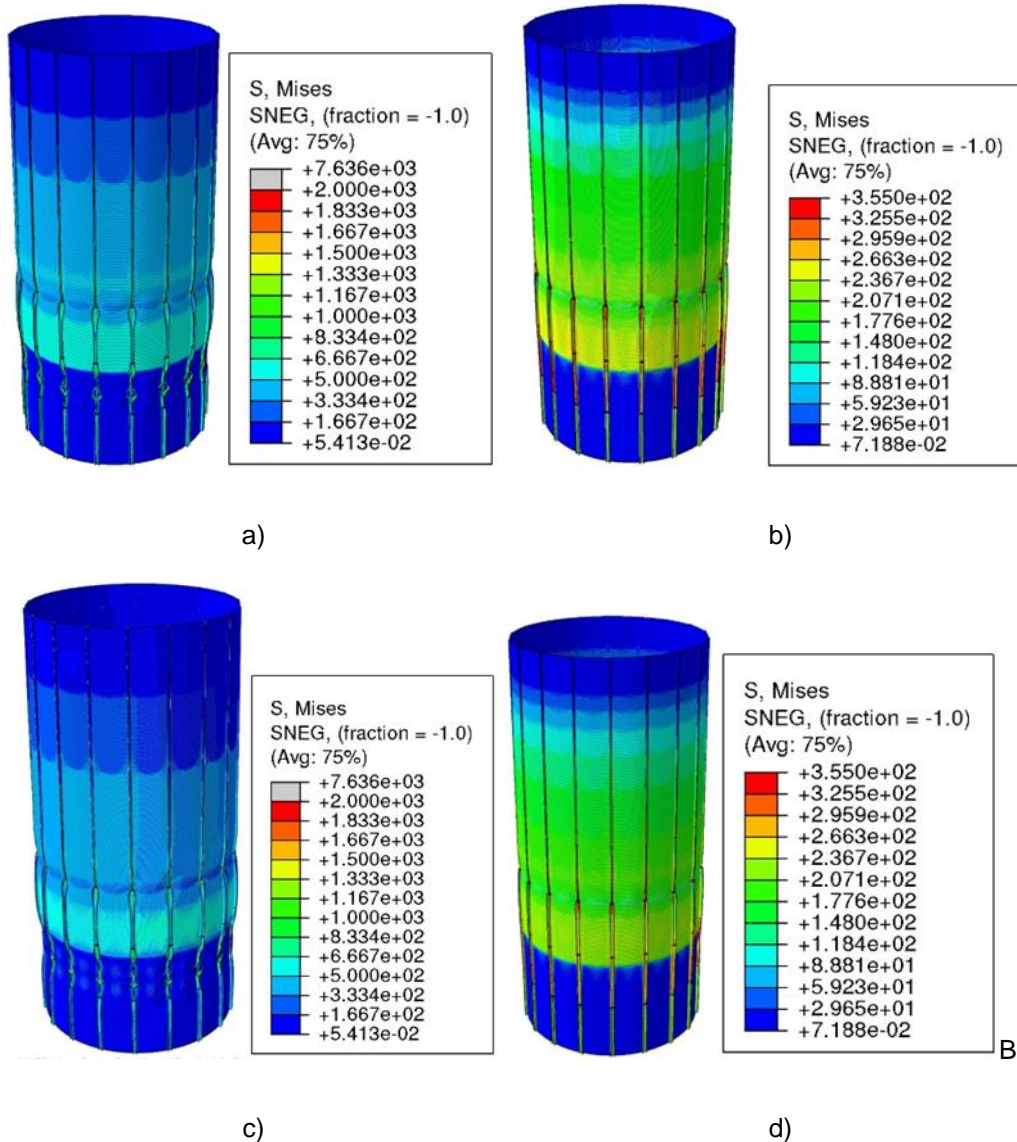 S, Mises
SNEG, (fraction = -1.0)
(Avg: 75%)
+7.636e+03
+2.000e+03
+1.833e+03
+1.667e+03
+1.500e+03
+1.333e+03
+1.167e+03
+1.000e+03
+8.334e+02
+6.667e+02
+5.000e+02
+3.334e+02
+1.667e+02
+5.413e-02
a)
S, Mises
SNEG, (fraction = -1.0)
(Avg: 75%)
+3.550e+02
+3.255e+02
+2.959e+02
+2.663e+02
+2.367e+02
+2.071e+02
+1.776e+02
+1.480e+02
+1.184e+02
+8.881e+01
+5.923e+01
+2.965e+01
+7.188e-02
b)
S, Mises
SNEG, (fraction = -1.0)
(Avg: 75%)
+7.636e+03
+2.000e+03
+1.833e+03
+1.667e+03
+1.500e+03
+1.333e+03
+1.167e+03
+1.000e+03
+8.334e+02
+6.667e+02
+5.000e+02
+3.334e+02
+1.667e+02
+5.413e-02
c)
S, Mises
SNEG, (fraction = -1.0)
(Avg: 75%)
+3.550e+02
+3.255e+02
+2.959e+02
+2.663e+02
+2.367e+02
+2.071e+02
+1.776e+02
+1.480e+02
+1.184e+02
+8.881e+01
+5.923e+01
+2.965e+01
+7.188e-02
B
d)